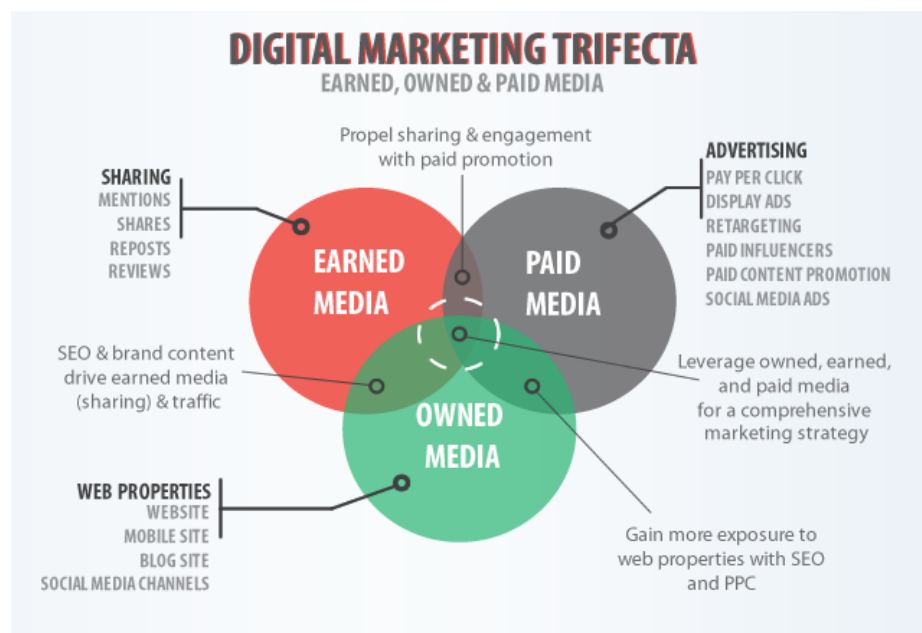 DIGITAL MARKETING TRIFECTA
EARNED, OWNED & PAID MEDIA
Propel sharing & engagement
with paid promotion
SHARING
MENTIONS
SHARES
REPOSTS
REVIEWS
ADVERTISING
PAY PER CLICK
DISPLAY ADS
RETARGETING
PAID INFLUENCERS
PAID CONTENT PROMOTION
SOCIAL MEDIA ADS
EARNED
MEDIA
PAID
MEDIA
SEO & brand content
drive earned media
(sharing) & traffic
Leverage owned, earned,
and paid media
for a comprehensive
marketing strategy
OWNED
MEDIA
WEB PROPERTIES
WEBSITE
MOBILE SITE
BLOG SITE
SOCIAL MEDIA CHANNELS
Gain more exposure to
web properties with SEO
and PPC